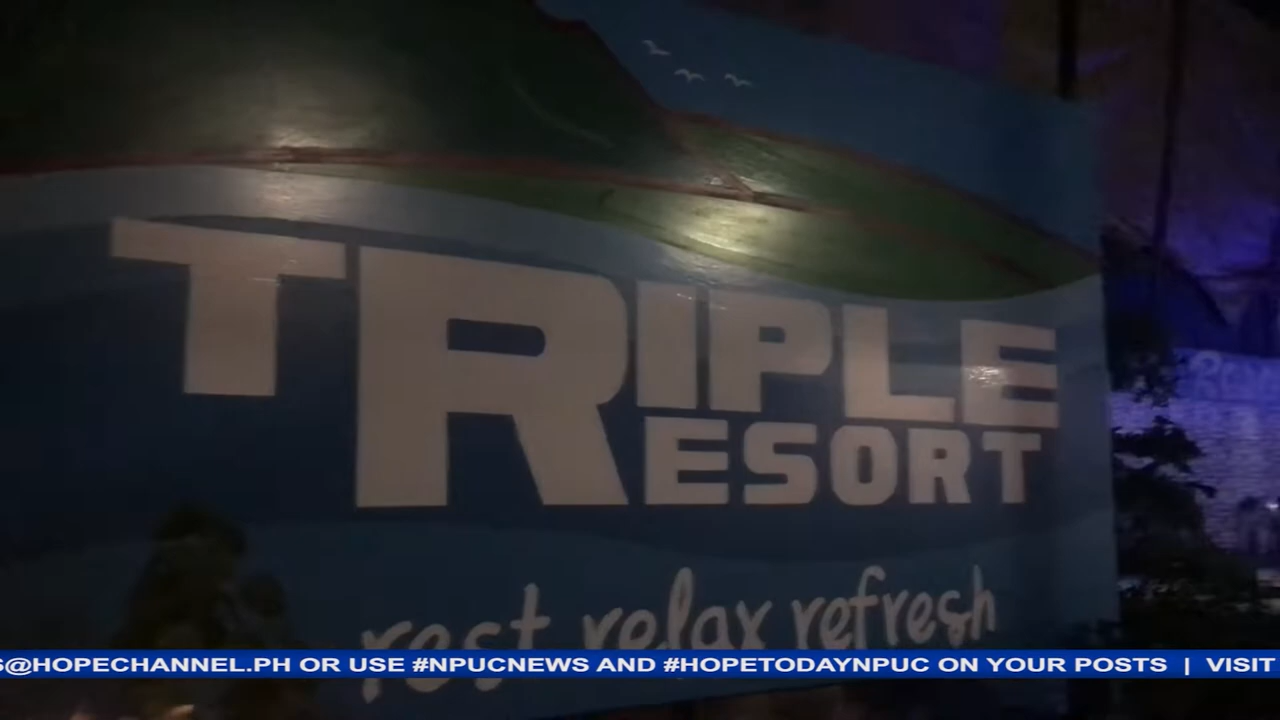 TRIPLE
RESORT
rest relax refresh
S@HOPECHANNEL.PH OR USE #NPUCNEWS AND #HOPETODAYNPUC ON YOUR POSTS | VISIT